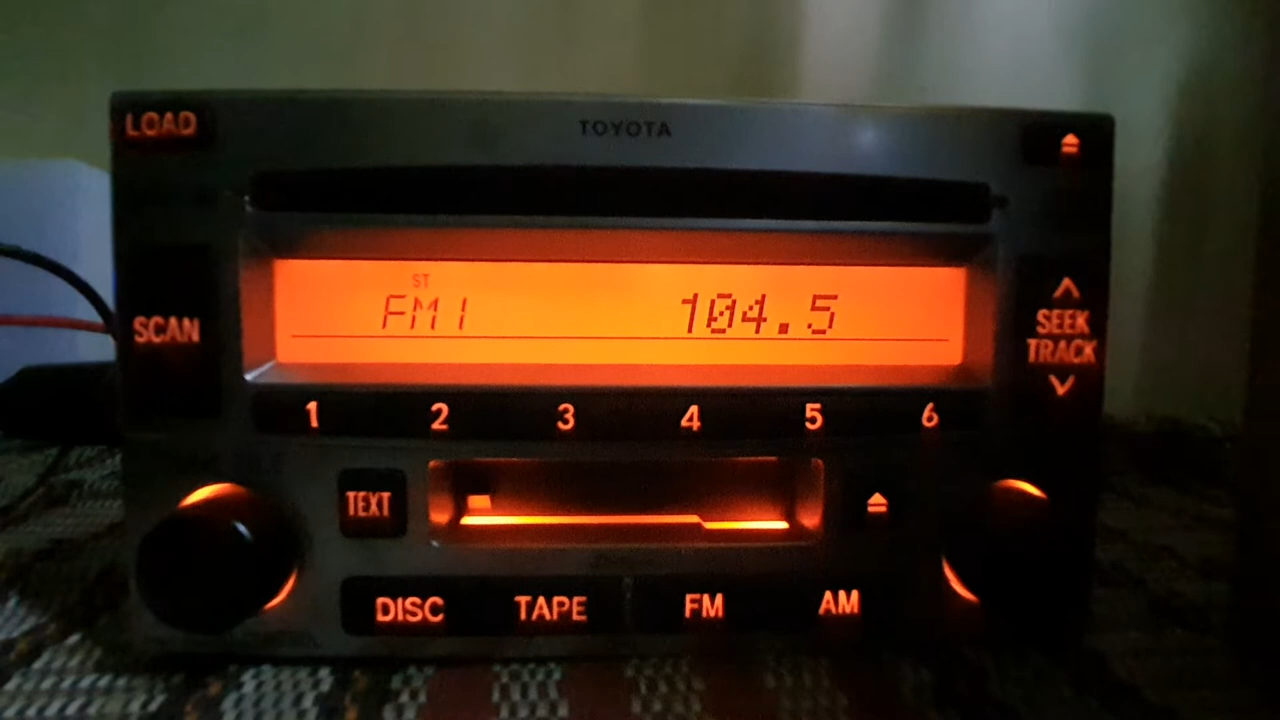 LOAD
TOYOTA
ST
FM1 104.5
SCAN
SEEK
TRACK
1 2 3 4 5 6
TEXT
DISC TAPE FM AM